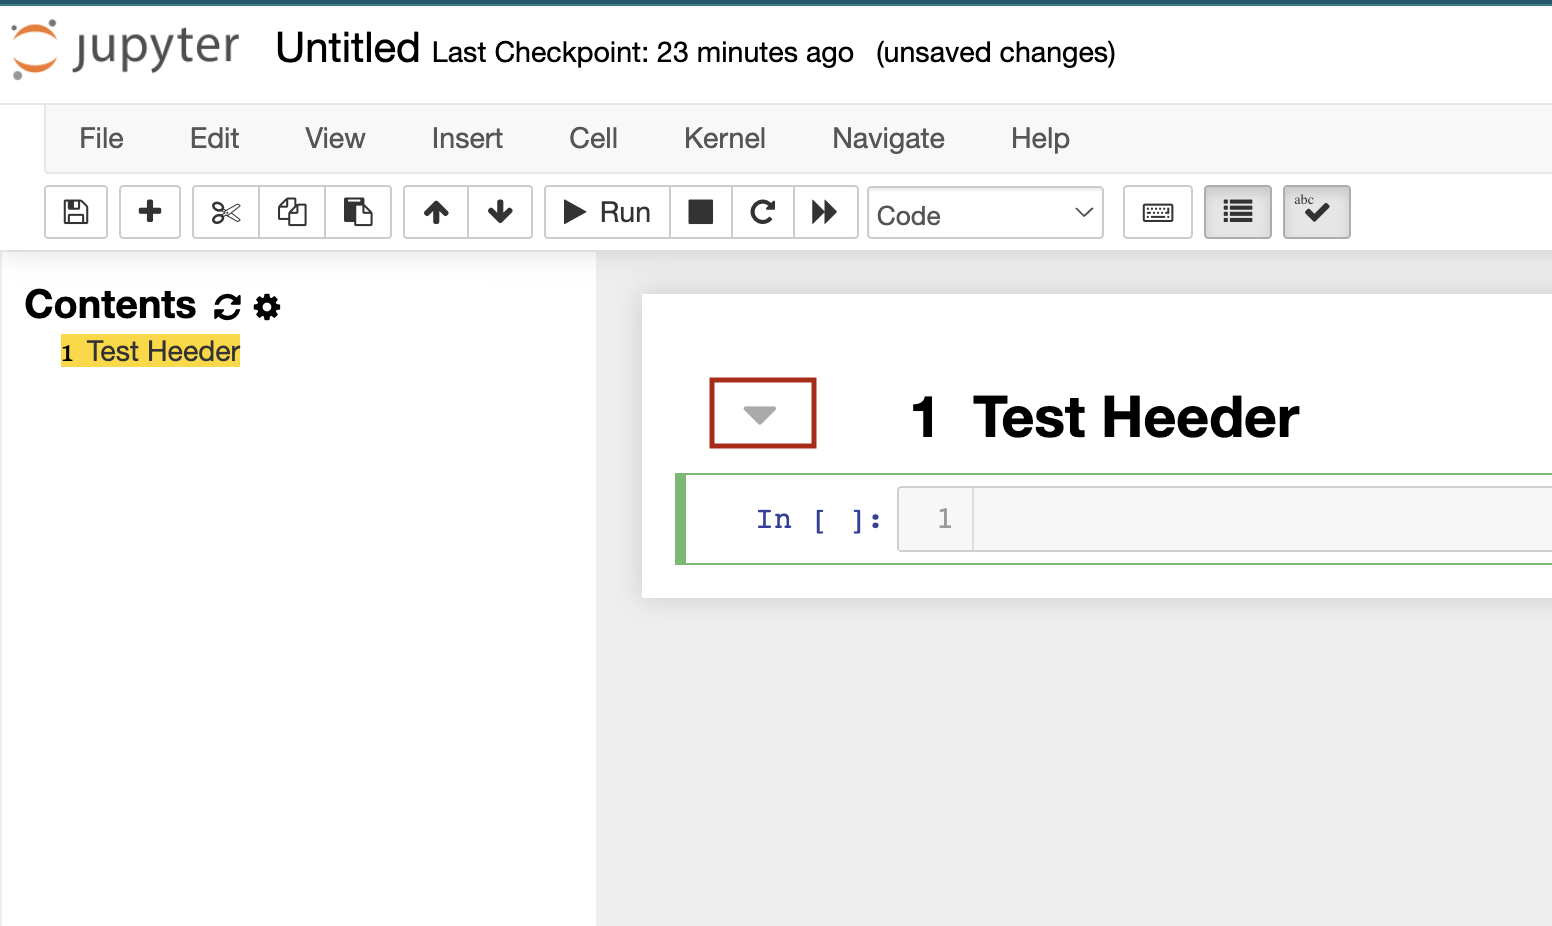 jupyter Untitled Last Checkpoint: 23 minutes ago (unsaved changes)
File Edit View Insert Cell Kernel Navigate Help
Run Code abc
Contents
1 Test Heeder
1 Test Heeder
In [ ]: 1